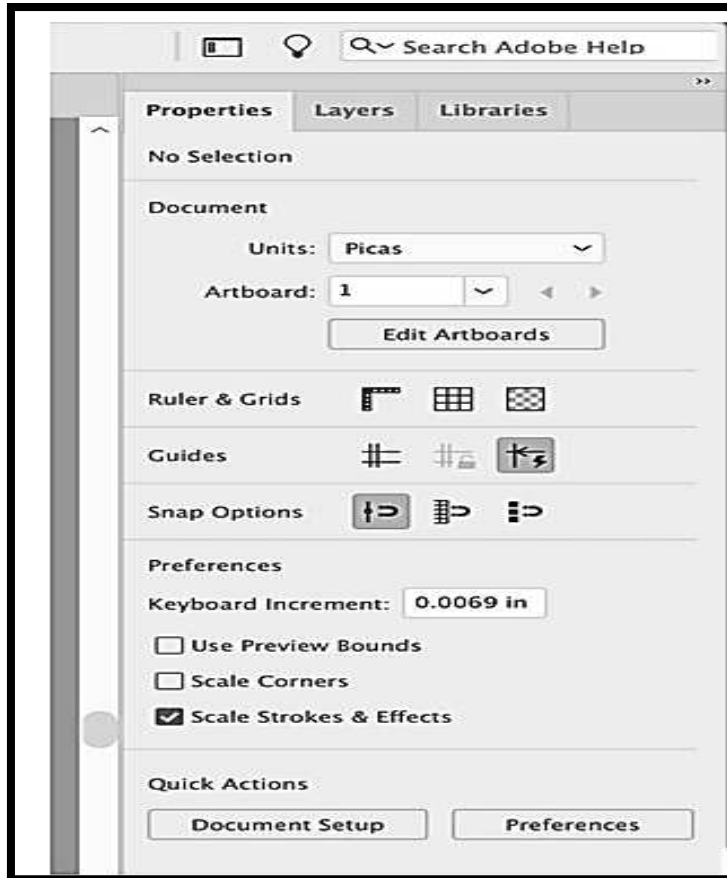 Search Adobe Help
Properties Layers Libraries
No Selection
Document
Units: Picas
Artboard: 1
Edit Artboards
Ruler & Grids
Guides
Snap Options
Preferences
Keyboard Increment: 0.0069 in
Use Preview Bounds
Scale Corners
Scale Strokes & Effects
Quick Actions
Document Setup Preferences